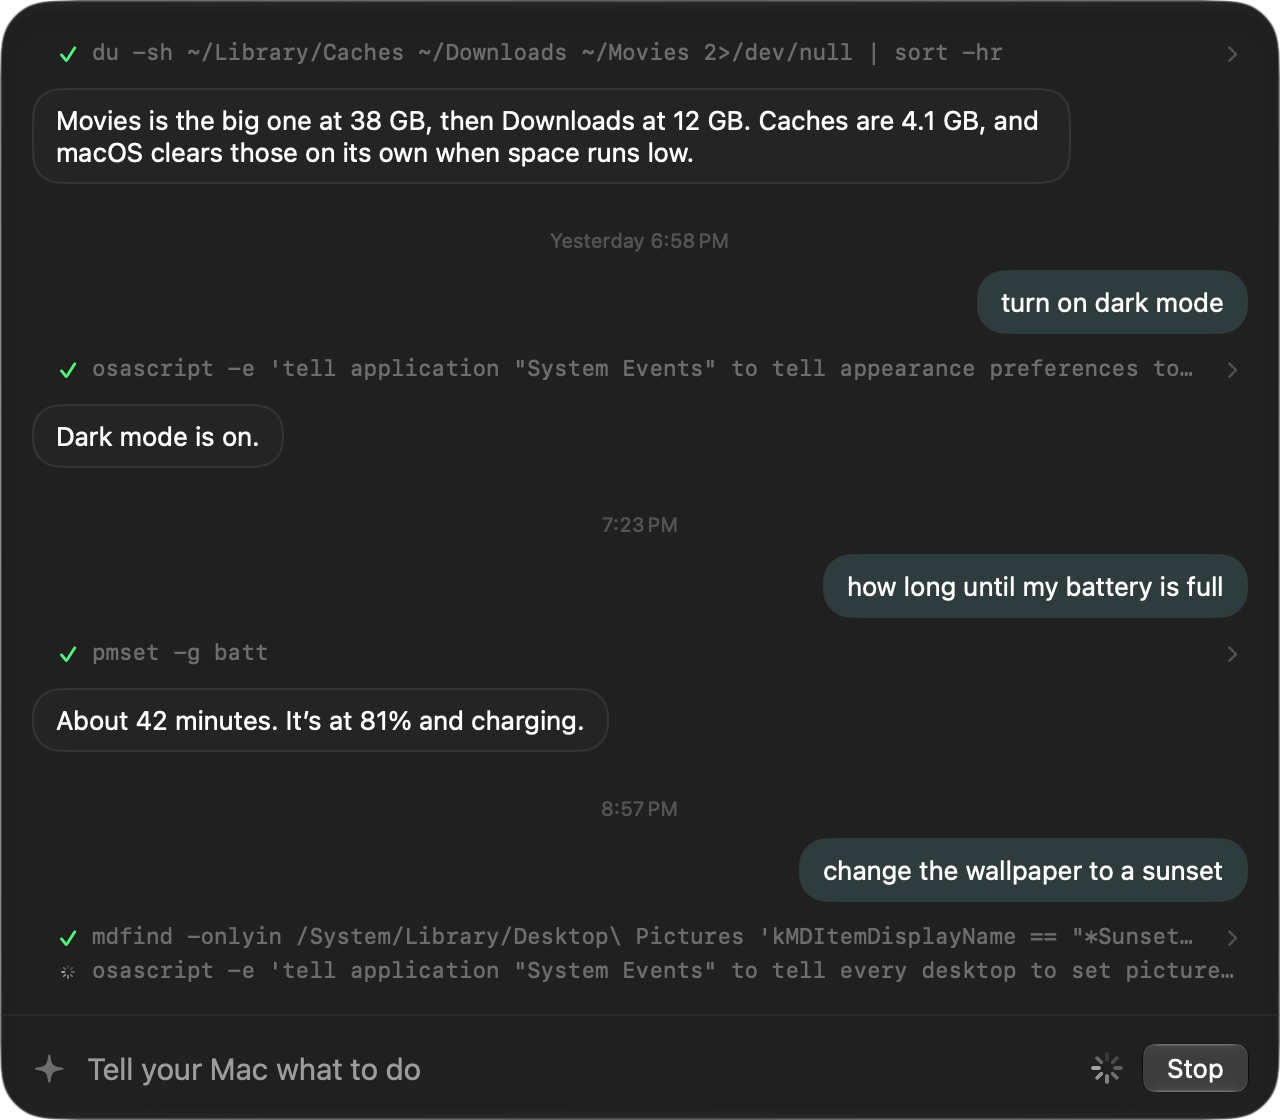 du -sh ~/Library/Caches ~/Downloads ~/Movies 2>/dev/null | sort -hr
Movies is the big one at 38 GB, then Downloads at 12 GB. Caches are 4.1 GB, and
macOS clears those on its own when space runs low.
Yesterday 6:58 PM
turn on dark mode
osascript -e 'tell application "System Events" to tell appearance preferences to…
Dark mode is on.
7:23 PM
how long until my battery is full
pmset -g batt
About 42 minutes. It’s at 81% and charging.
8:57 PM
change the wallpaper to a sunset
mdfind -onlyin /System/Library/Desktop\ Pictures 'kMDItemDisplayName == "*Sunset…
osascript -e 'tell application "System Events" to tell every desktop to set picture…
Tell your Mac what to do
Stop